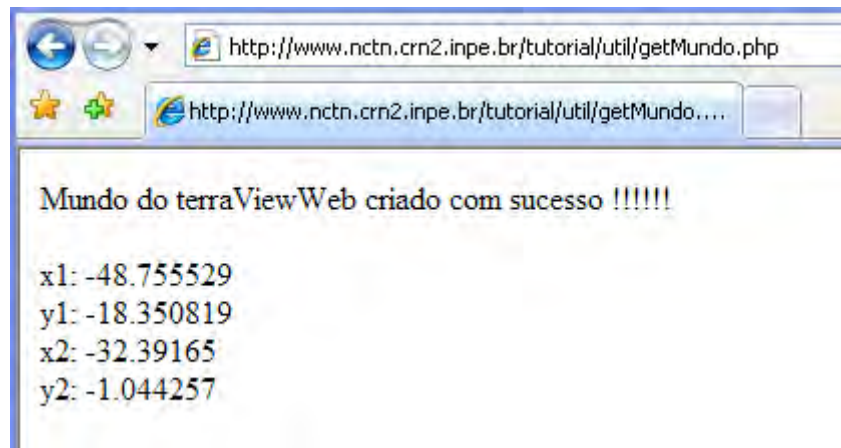 http://www.nctn.crn2.inpe.br/tutorial/util/getMundo.php
http://www.nctn.crn2.inpe.br/tutorial/util/getMundo....
Mundo do terraViewWeb criado com sucesso !!!!!!
x1: -48.755529
y1: -18.350819
x2: -32.39165
y2: -1.044257